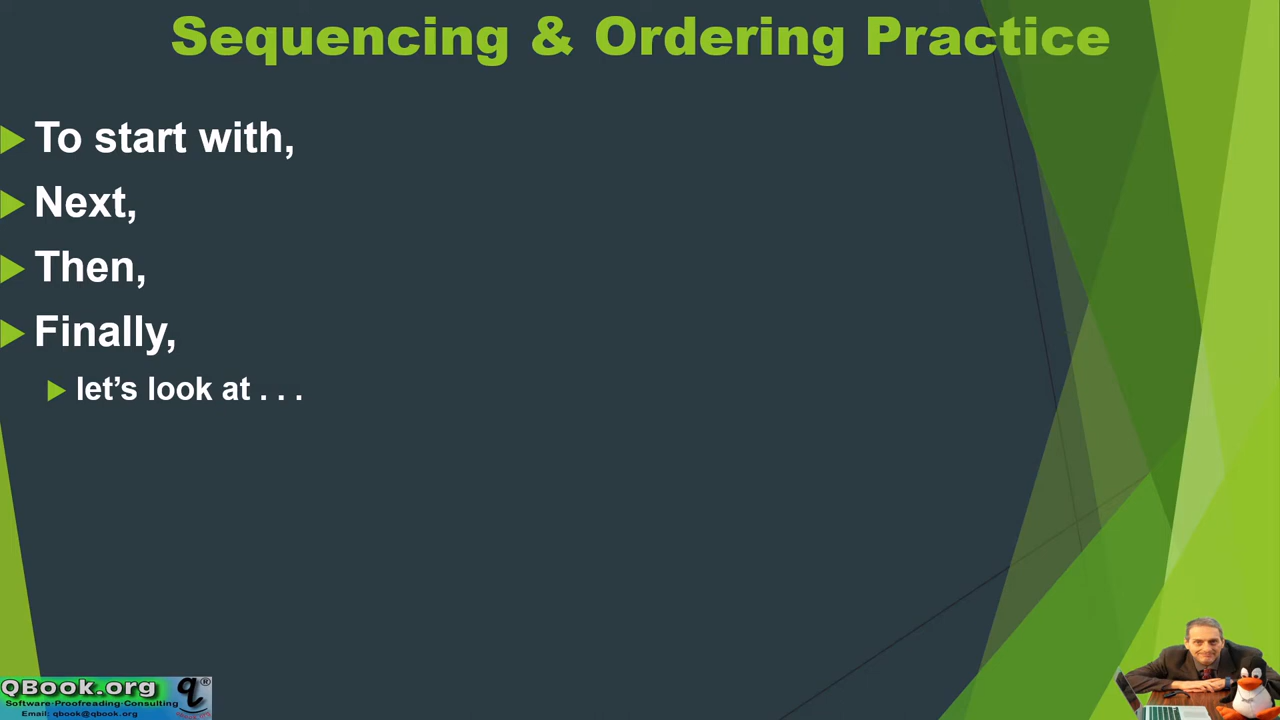 Sequencing & Ordering Practice
To start with,
Next,
Then,
Finally,
let’s look at . . .
QBook.org
Software·Proofreading·Consulting
Email: qbook@qbook.org
q®